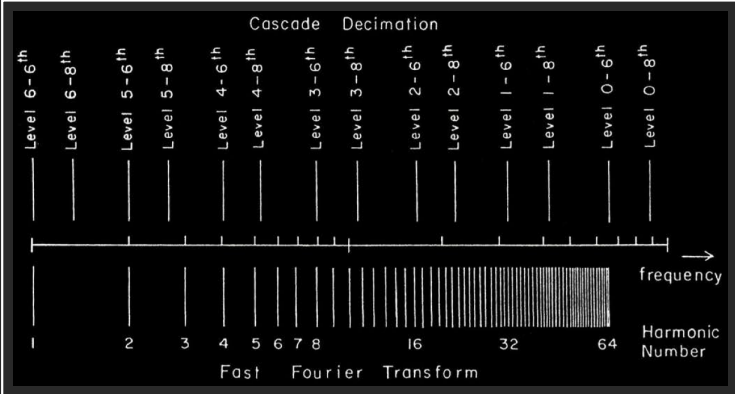 Cascade Decimation
Level 6-6th
Level 6-8th
Level 5-6th
Level 5-8th
Level 4-6th
Level 4-8th
Level 3-6th
Level 3-8th
Level 2-6th
Level 2-8th
Level 1-6th
Level 1-8th
Level 0-6th
Level 0-8th
frequency
1 2 3 4 5 6 7 8 16 32 64
Harmonic
Number
Fast Fourier Transform